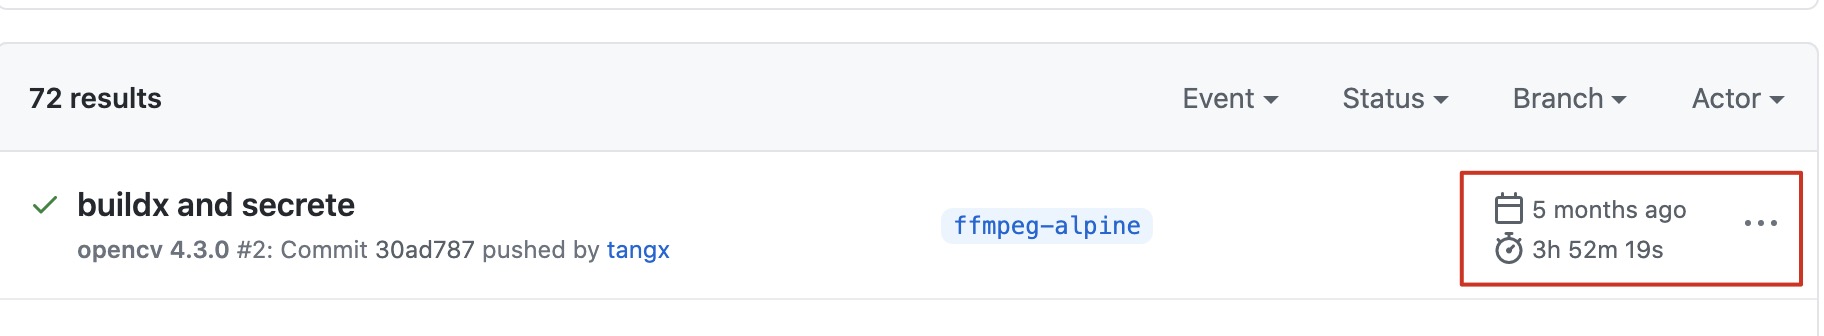 72 results
Event
Status
Branch
Actor
buildx and secrete
opencv 4.3.0 #2: Commit 30ad787 pushed by tangx
ffmpeg-alpine
5 months ago
3h 52m 19s